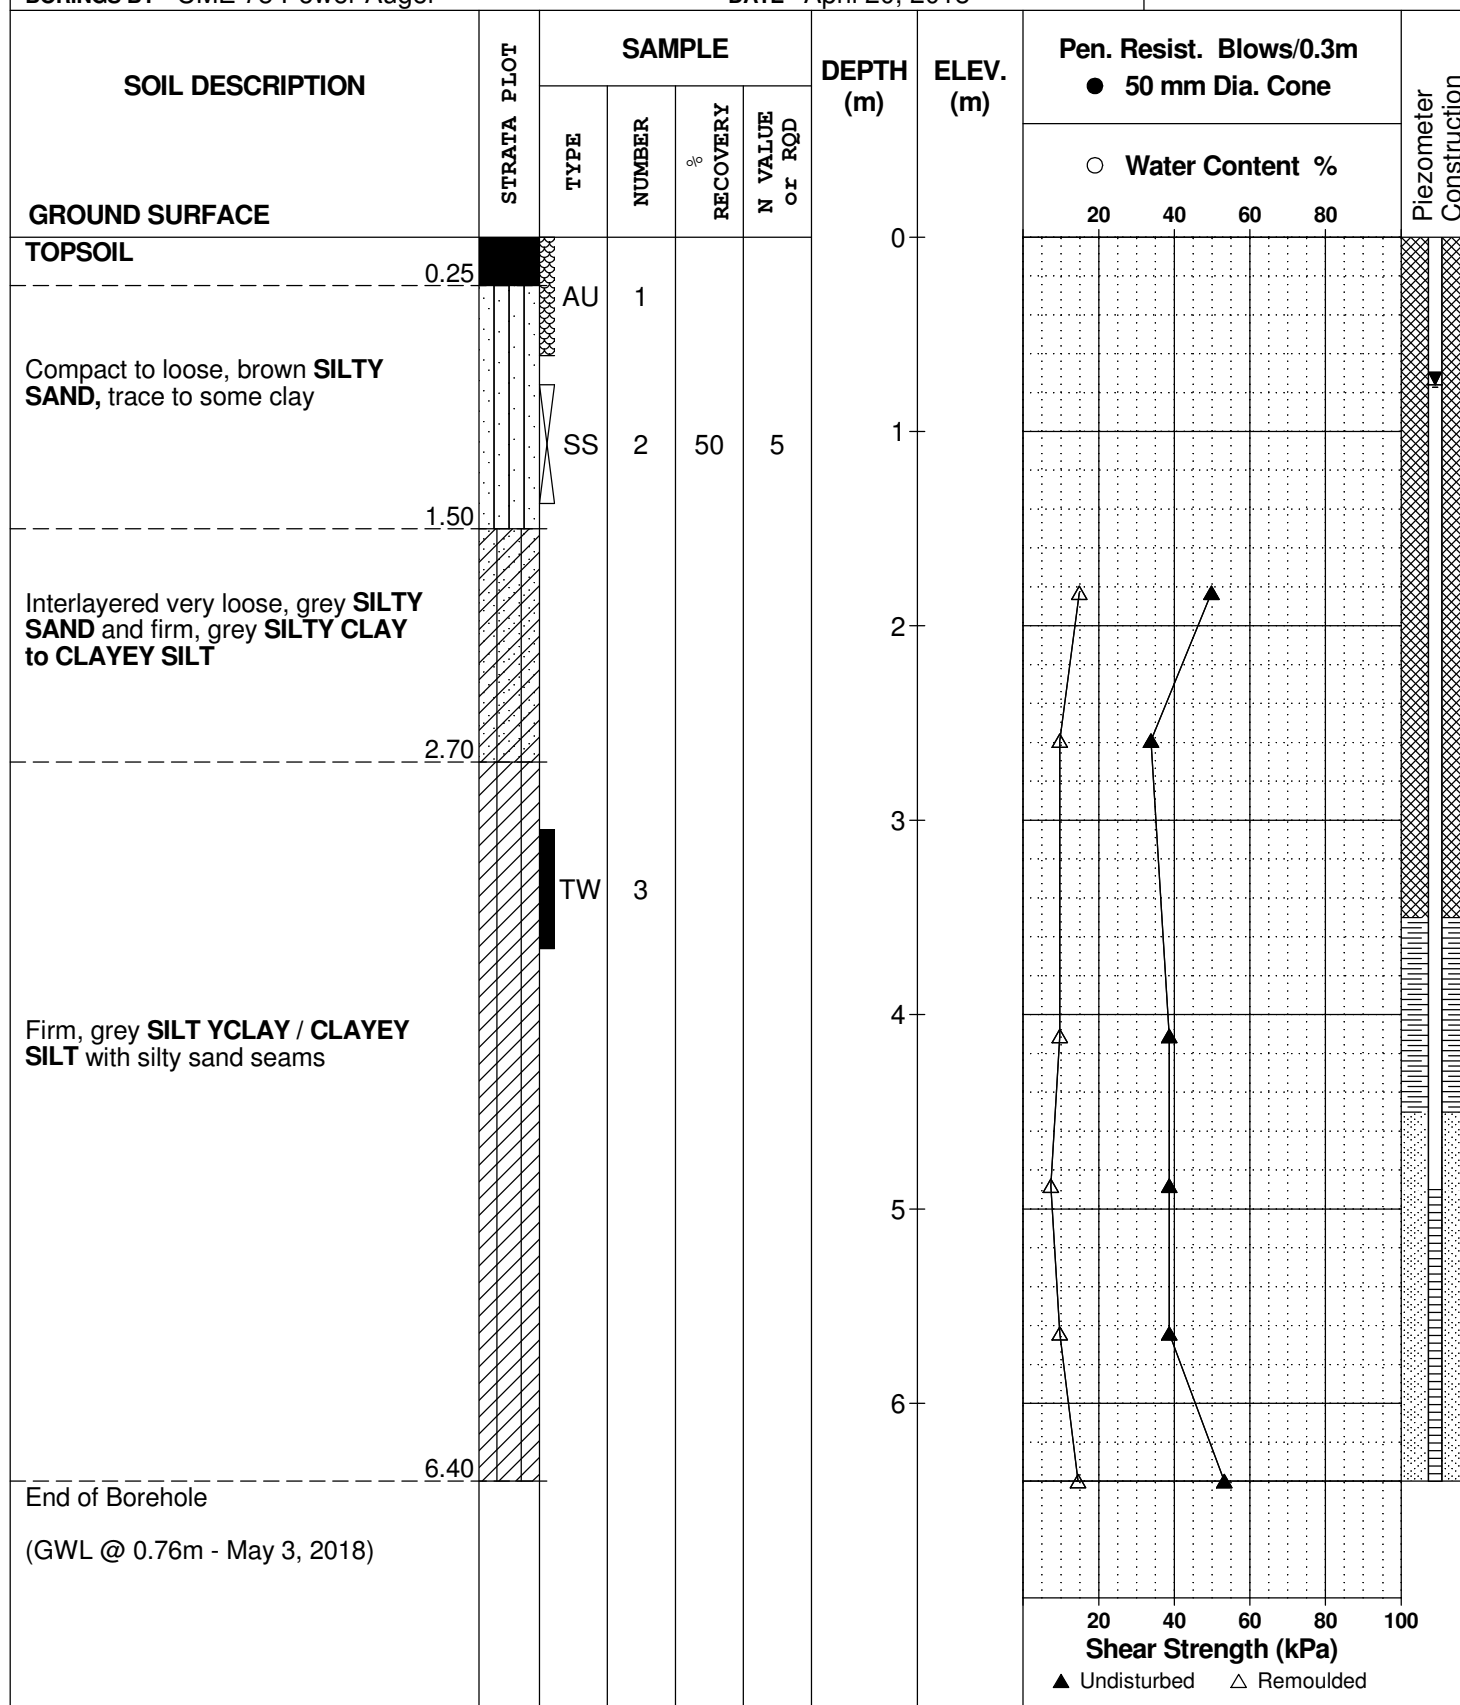 SOIL DESCRIPTION
GROUND SURFACE
STRATA PLOT
SAMPLE
TYPE
NUMBER
%
RECOVERY
N VALUE
or RQD
DEPTH
(m)
ELEV.
(m)
Pen. Resist. Blows/0.3m
● 50 mm Dia. Cone
○ Water Content %
20 40 60 80
Piezometer
Construction
TOPSOIL
0.25
AU 1
Compact to loose, brown SILTY
SAND, trace to some clay
SS 2 50 5
1.50
Interlayered very loose, grey SILTY
SAND and firm, grey SILTY CLAY
to CLAYEY SILT
2.70
TW 3
Firm, grey SILT YCLAY / CLAYEY
SILT with silty sand seams
6.40
End of Borehole
(GWL @ 0.76m - May 3, 2018)
0
1
2
3
4
5
6
20 40 60 80 100
Shear Strength (kPa)
▲ Undisturbed △ Remoulded